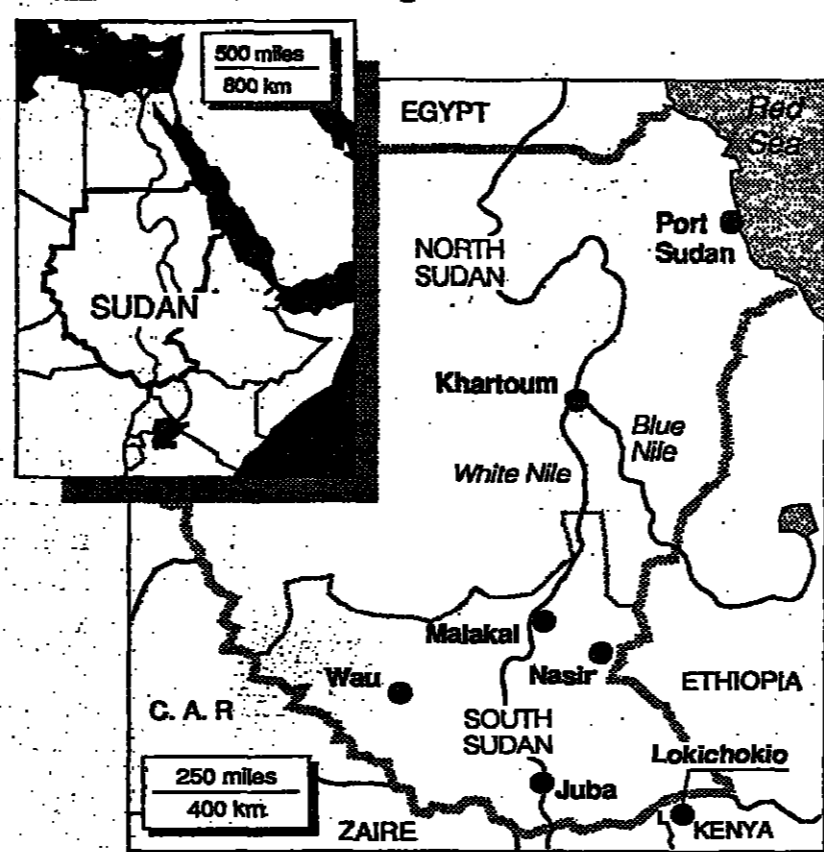 500 miles
800 km
SUDAN
EGYPT
Red
Sea
Port
Sudan
NORTH
SUDAN
Khartoum
Blue
Nile
White Nile
Malakal
Nasir
Wau
ETHIOPIA
C. A. R
SOUTH
SUDAN
Lokichokio
250 miles
400 km
Juba
ZAIRE
KENYA